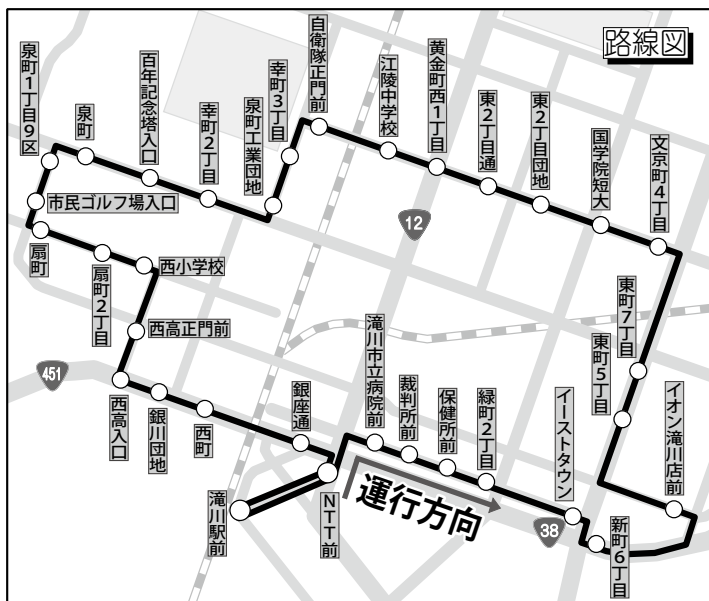 路線図
泉町1丁目9区
泉町
百年記念塔入口
幸町2丁目
泉町工業団地
幸町3丁目
自衛隊正門前
江陵中学校
黄金町西1丁目
東2丁目通
東2丁目団地
国学院短大
文京町4丁目
市民ゴルフ場入口
扇町
扇町2丁目
西小学校
西高正門前
12
東町7丁目
東町5丁目
イオン滝川店前
451
西高入口
銀川団地
西町
銀座通
滝川市立病院前
裁判所前
保健所前
緑町2丁目
イーストタウン
滝川駅前
NTT前
運行方向
38
新町6丁目